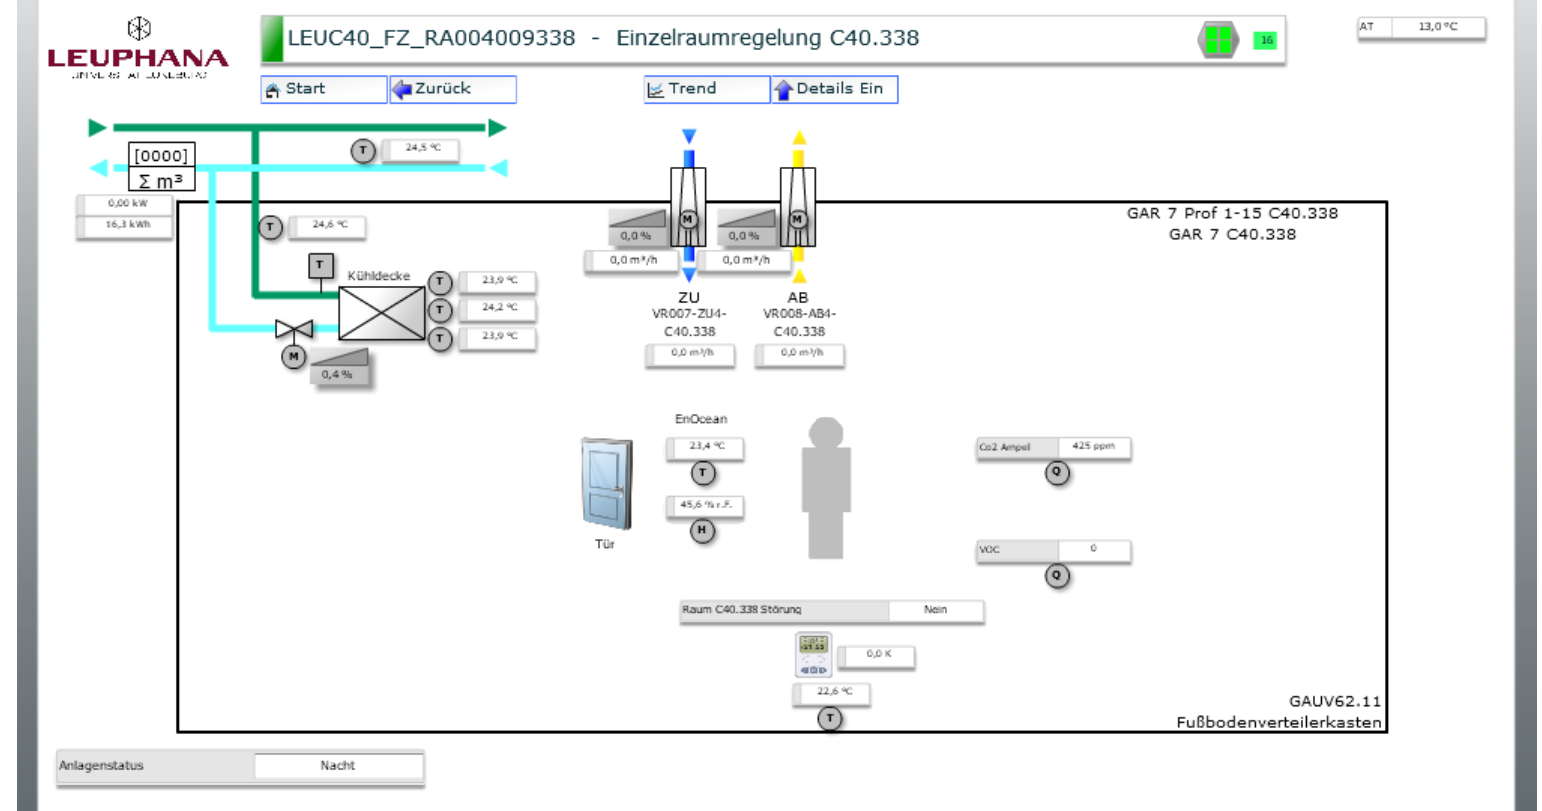 LEUPHANA
LEUC40_FZ_RA004009338 - Einzelraumregelung C40.338
16
AT 13,0 °C
Start
Zurück
Trend
Details Ein
[0000]
Σ m³
T
24,5 °C
0,00 kW
16,3 kWh
T
24,6 °C
T
Kühldecke
T
23,9 °C
T
24,2 °C
T
23,9 °C
M
0,4 %
M
0,0 %
M
0,0 %
0,0 m³/h
0,0 m³/h
ZU
VR007-ZU4-
C40.338
0,0 m³/h
AB
VR008-AB4-
C40.338
0,0 m³/h
GAR 7 Prof 1-15 C40.338
GAR 7 C40.338
EnOcean
23,4 °C
T
45,6 % r.F.
H
Tür
Co2 Ampel 425 ppm
Q
VOC 0
Q
Raum C40.338 Störung Nein
0,0 K
22,6 °C
T
GAUV62.11
Fußbodenverteilerkasten
Anlagenstatus Nacht